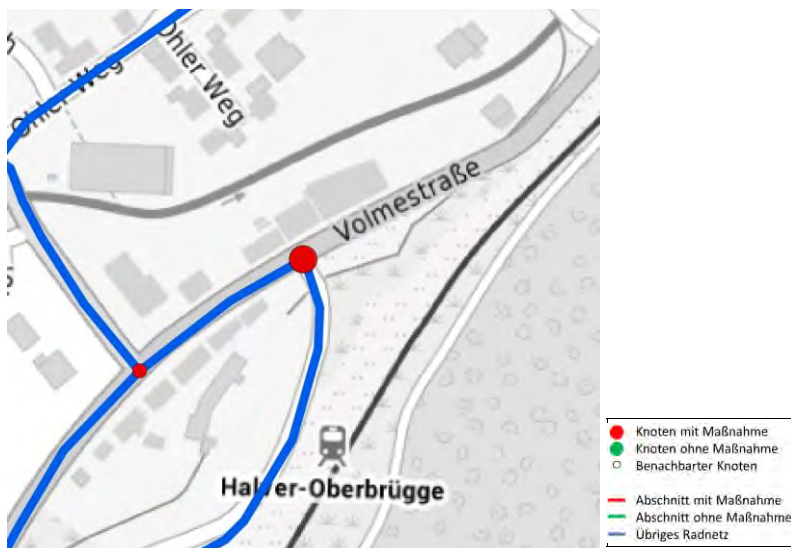 Ohler Weg
Ohler Weg
Volmestraße
Halver-Oberbrügge
Knoten mit Maßnahme
Knoten ohne Maßnahme
Benachbarter Knoten
Abschnitt mit Maßnahme
Abschnitt ohne Maßnahme
Übriges Radnetz